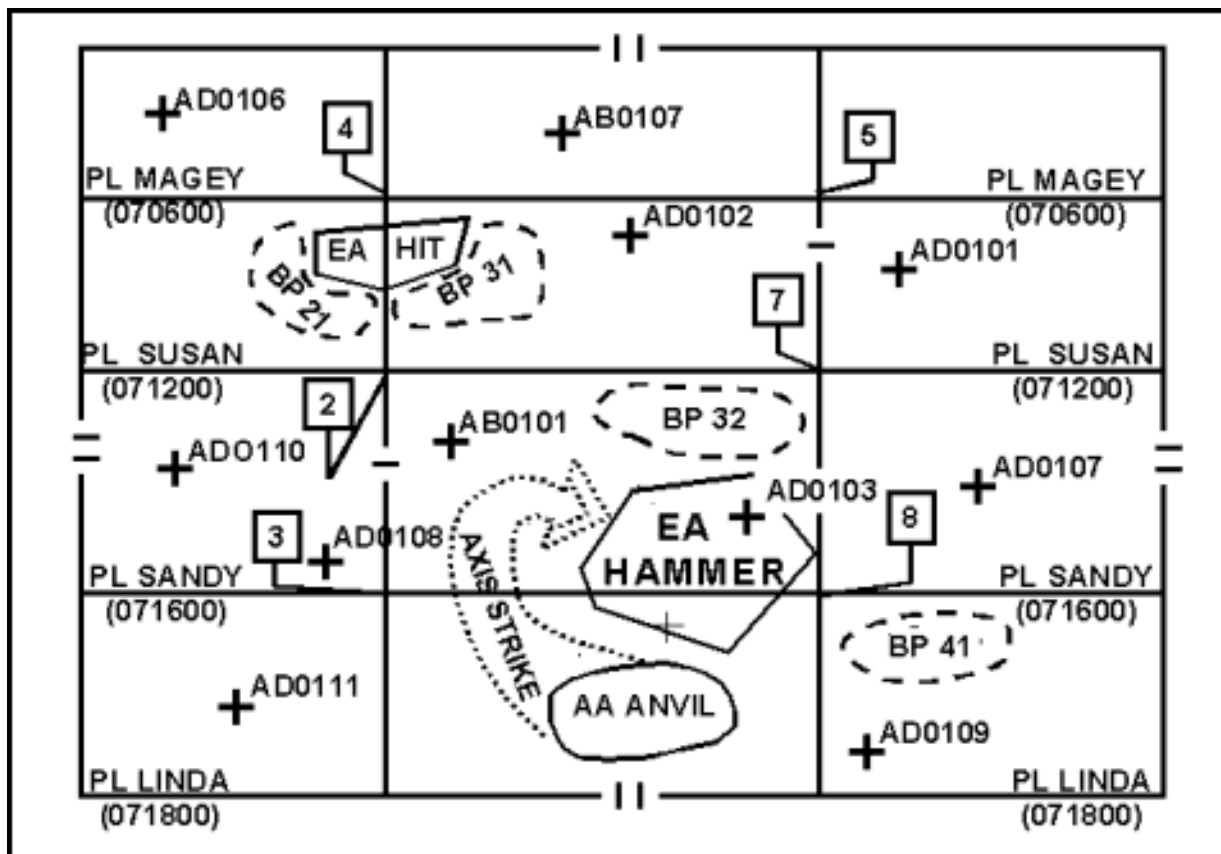 AD0106
AB0107
4
5
PL MAGEY
(070600)
PL MAGEY
(070600)
AD0102
EA HIT
AD0101
BP 21
BP 31
7
PL SUSAN
(071200)
PL SUSAN
(071200)
2
AB0101
BP 32
ADO110
AD0107
AD0103
EA
HAMMER
3
AD0108
8
AXIS STRIKE
PL SANDY
(071600)
PL SANDY
(071600)
BP 41
AD0111
AA ANVIL
AD0109
PL LINDA
(071800)
PL LINDA
(071800)